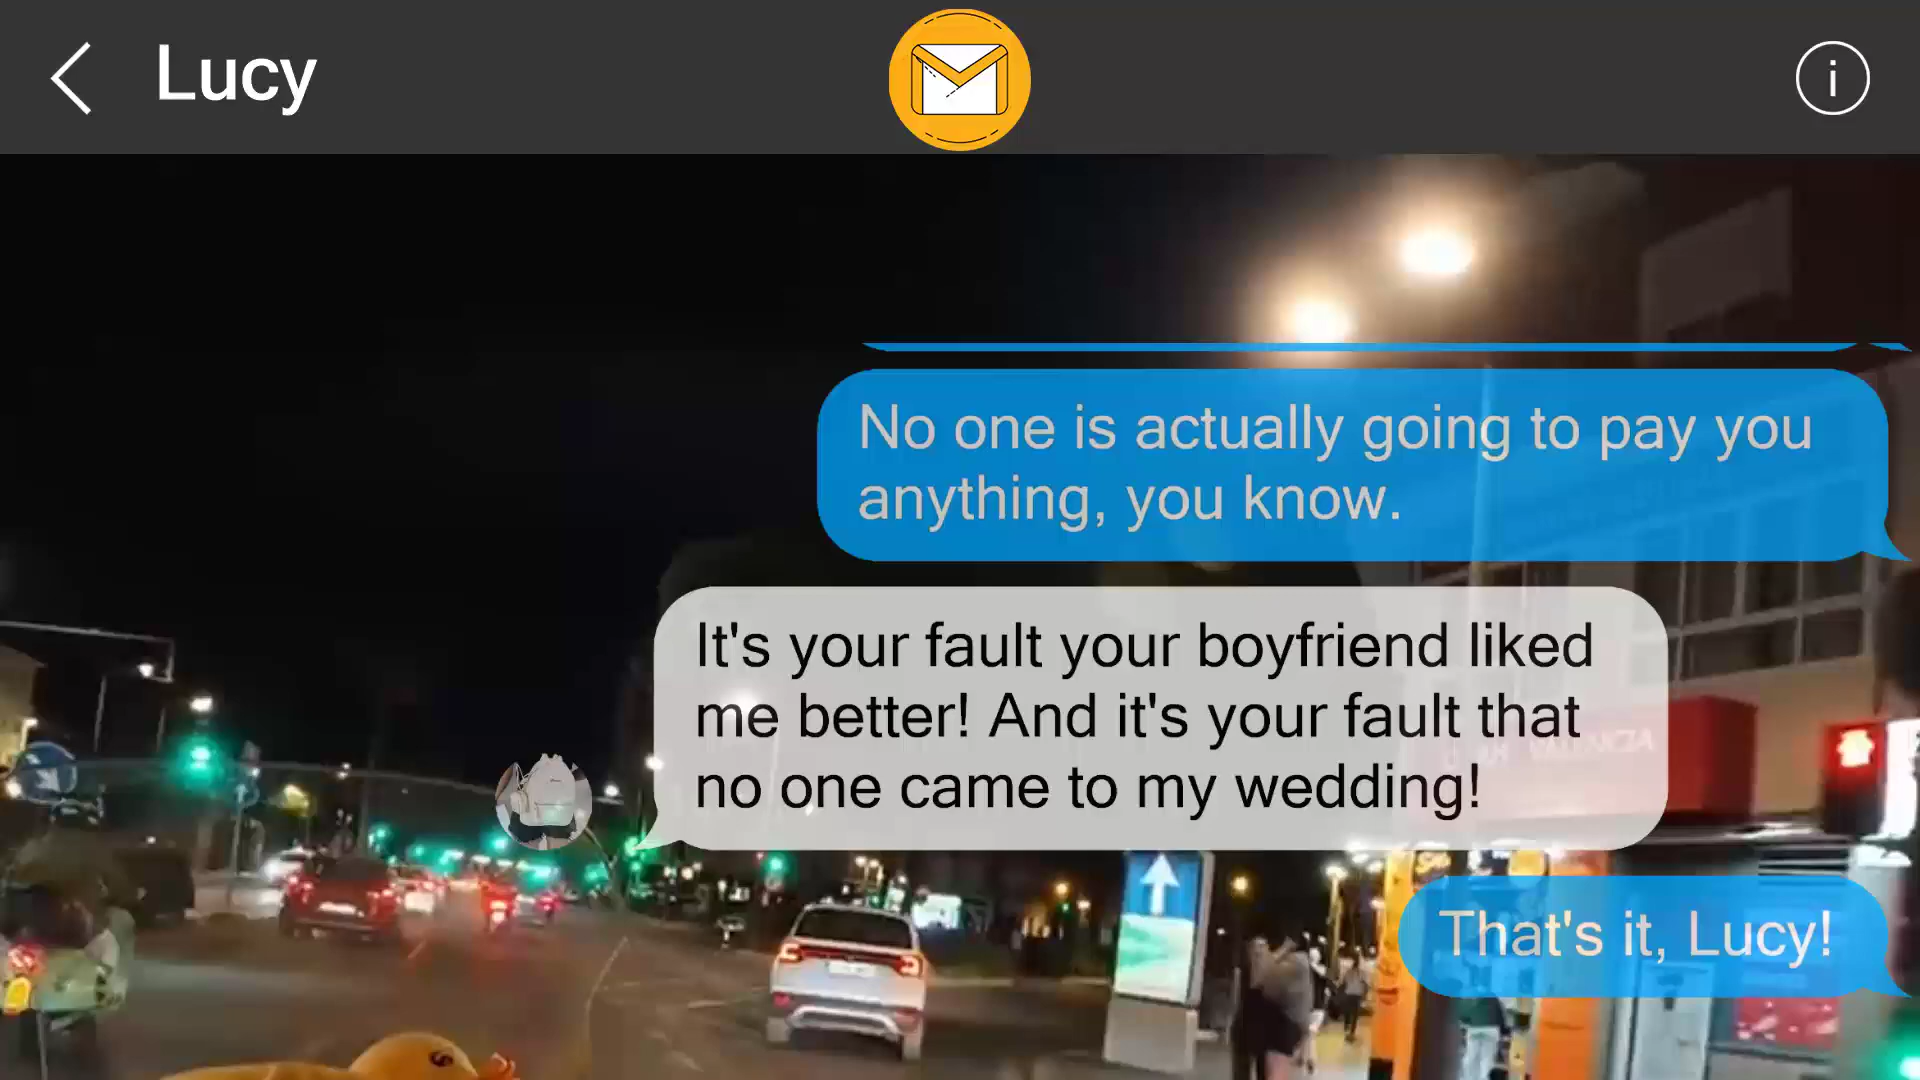 Lucy
No one is actually going to pay you
anything, you know.
It's your fault your boyfriend liked
me better! And it's your fault that
no one came to my wedding!
That's it, Lucy!